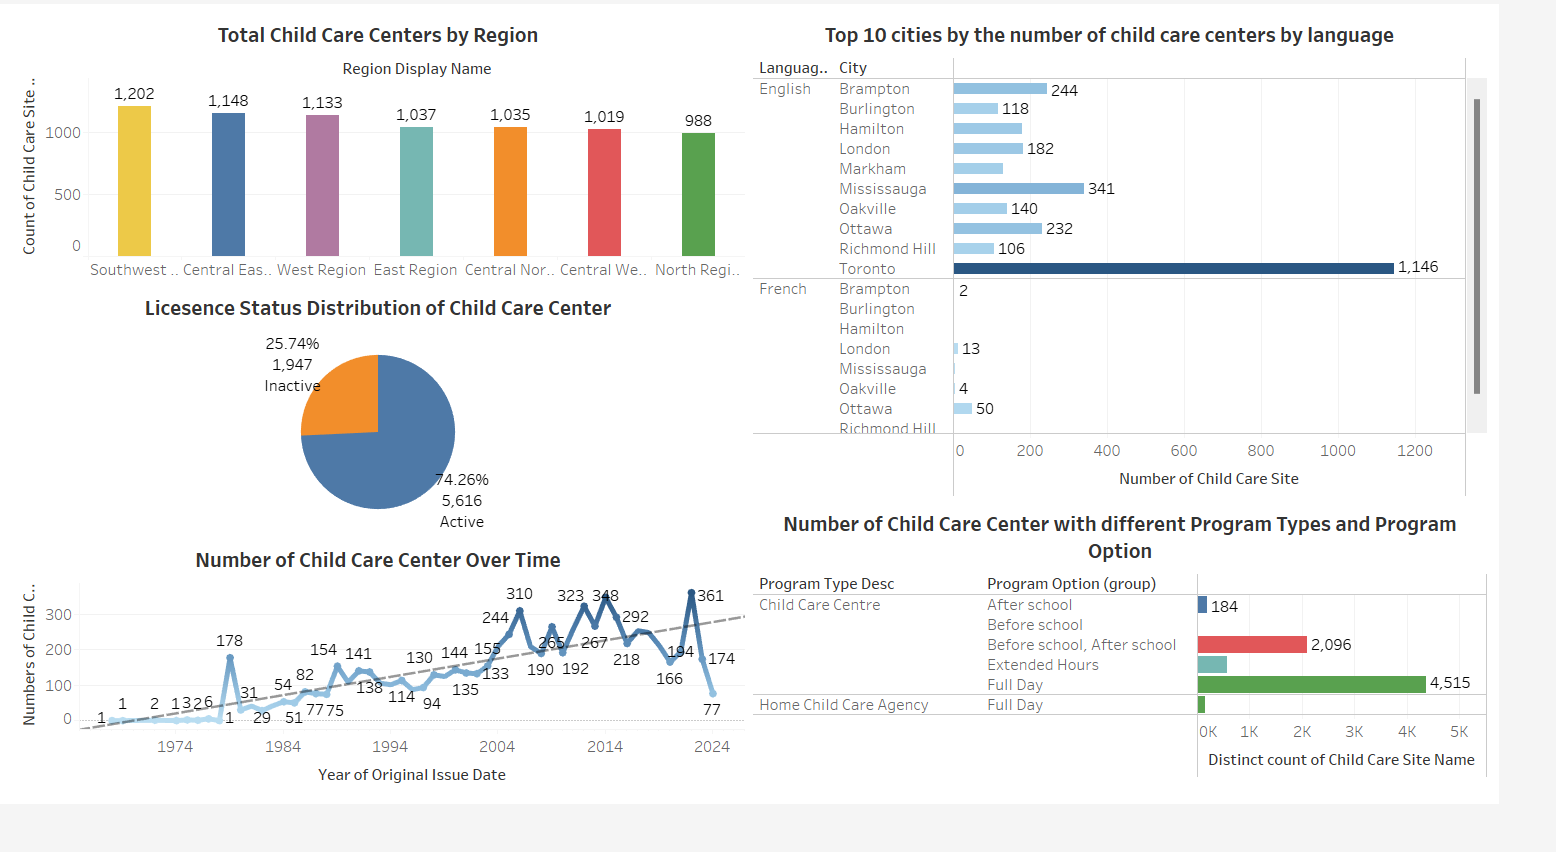 Total Child Care Centers by Region
Region Display Name
Count of Child Care Site ..
1,202
1,148
1,133
1,037
1,035
1,019
988
1000
500
0
Southwest ..
Central Eas..
West Region
East Region
Central Nor..
Central We..
North Regi..
Licesence Status Distribution of Child Care Center
25.74%
1,947
Inactive
74.26%
5,616
Active
Number of Child Care Center Over Time
Numbers of Child C..
300
200
100
0
1
1
2
1
3
2
6
178
1
31
29
54
51
82
77
75
154
141
138
114
130
94
144
135
155
133
244
310
190
265
192
323
267
348
292
218
166
194
361
174
77
1974
1984
1994
2004
2014
2024
Year of Original Issue Date
Top 10 cities by the number of child care centers by language
Languag.. City
English Brampton 244
Burlington 118
Hamilton
London 182
Markham
Mississauga 341
Oakville 140
Ottawa 232
Richmond Hill 106
Toronto 1,146
French Brampton 2
Burlington
Hamilton
London 13
Mississauga
Oakville 4
Ottawa 50
Richmond Hill
0 200 400 600 800 1000 1200
Number of Child Care Site
Number of Child Care Center with different Program Types and Program
Option
Program Type Desc Program Option (group)
Child Care Centre After school 184
Before school
Before school, After school 2,096
Extended Hours
Full Day 4,515
Home Child Care Agency Full Day
0K 1K 2K 3K 4K 5K
Distinct count of Child Care Site Name